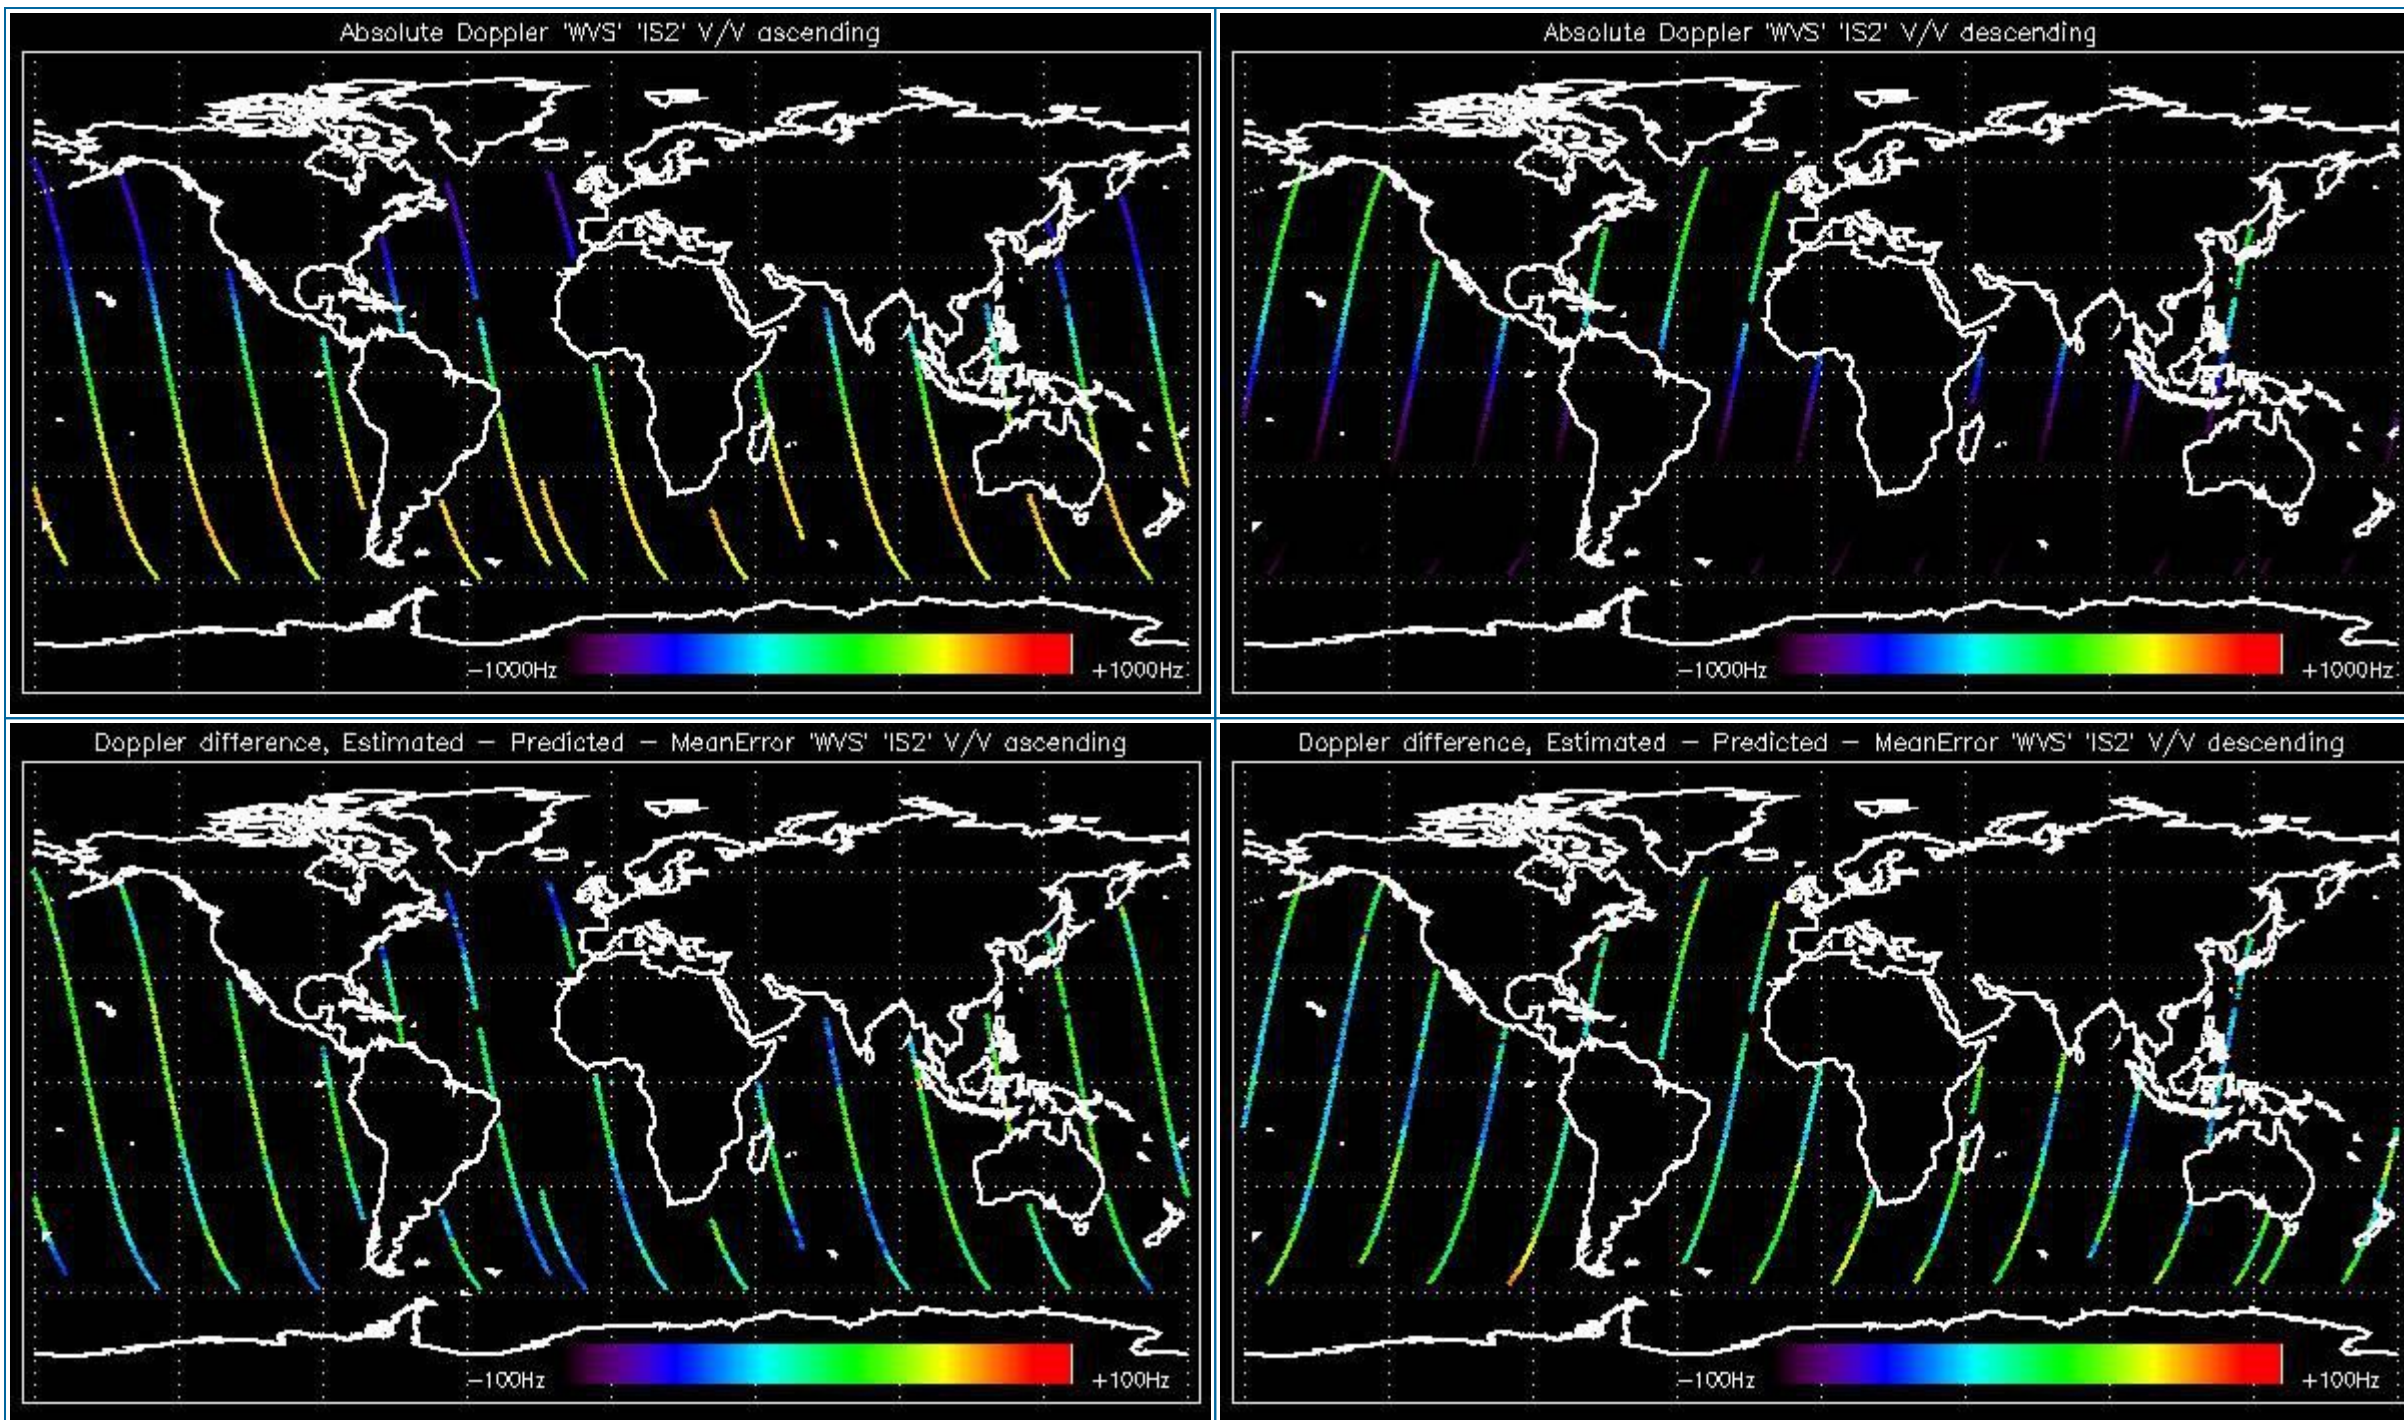 Absolute Doppler 'WVS' 'IS2' V/V ascending
-1000Hz
+1000Hz
Absolute Doppler 'WVS' 'IS2' V/V descending
-1000Hz
+1000Hz
Doppler difference, Estimated - Predicted - MeanError 'WVS' 'IS2' V/V ascending
-100Hz
+100Hz
Doppler difference, Estimated - Predicted - MeanError 'WVS' 'IS2' V/V descending
-100Hz
+100Hz